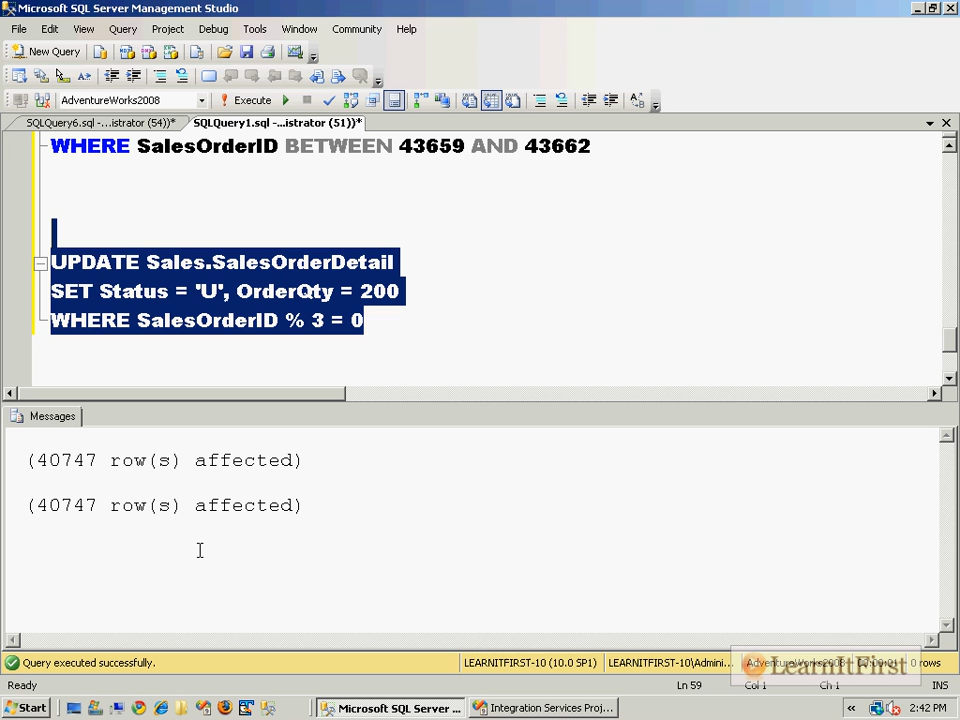 Microsoft SQL Server Management Studio
File Edit View Query Project Debug Tools Window Community Help
New Query
AdventureWorks2008 Execute
SQLQuery6.sql -...istrator (54))* SQLQuery1.sql -...istrator (51))*
WHERE SalesOrderID BETWEEN 43659 AND 43662
UPDATE Sales.SalesOrderDetail
SET Status = 'U', OrderQty = 200
WHERE SalesOrderID % 3 = 0
Messages
(40747 row(s) affected)
(40747 row(s) affected)
Query executed successfully. LEARNITFIRST-10 (10.0 SP1) LEARNITFIRST-10\Admini... AdventureWorks2008 00:00:01 0 rows
LearnItFirst
Ready Ln 59 Col 1 Ch 1 INS
Start Microsoft SQL Server ... Integration Services Proj... « 2:42 PM